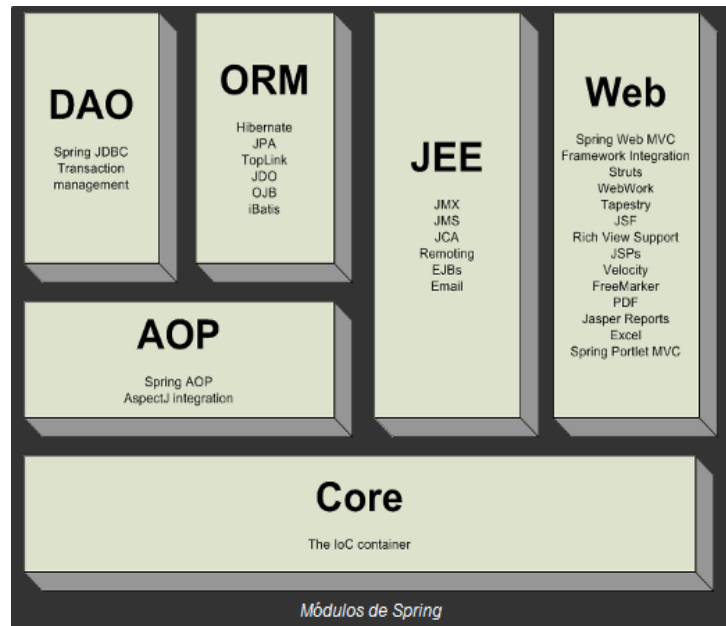 DAO
Spring JDBC
Transaction
management
ORM
Hibernate
JPA
TopLink
JDO
OJB
iBatis
JEE
JMX
JMS
JCA
Remoting
EJBs
Email
Web
Spring Web MVC
Framework Integration
Struts
WebWork
Tapestry
JSF
Rich View Support
JSPs
Velocity
FreeMarker
PDF
Jasper Reports
Excel
Spring Portlet MVC
AOP
Spring AOP
AspectJ integration
Core
The IoC container
Módulos de Spring